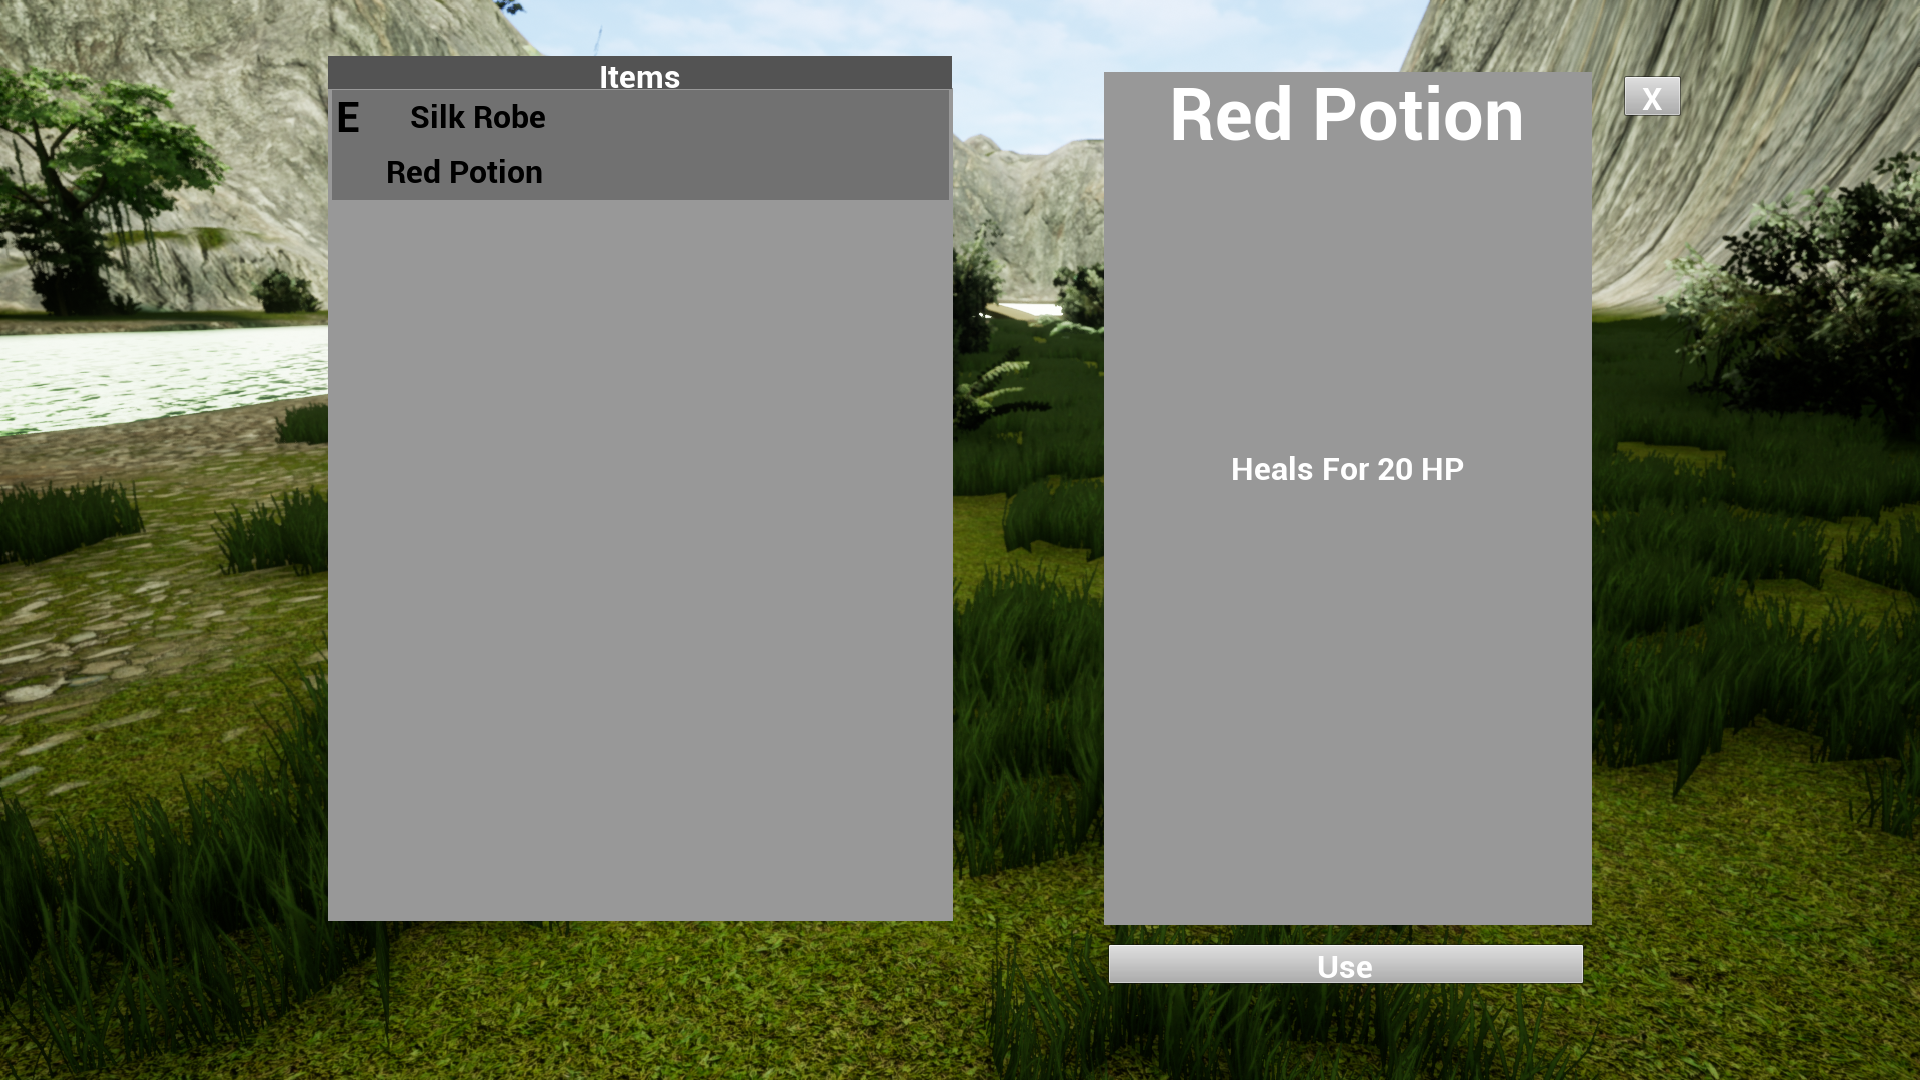 Items
E Silk Robe
Red Potion
Red Potion
Heals For 20 HP
Use
X